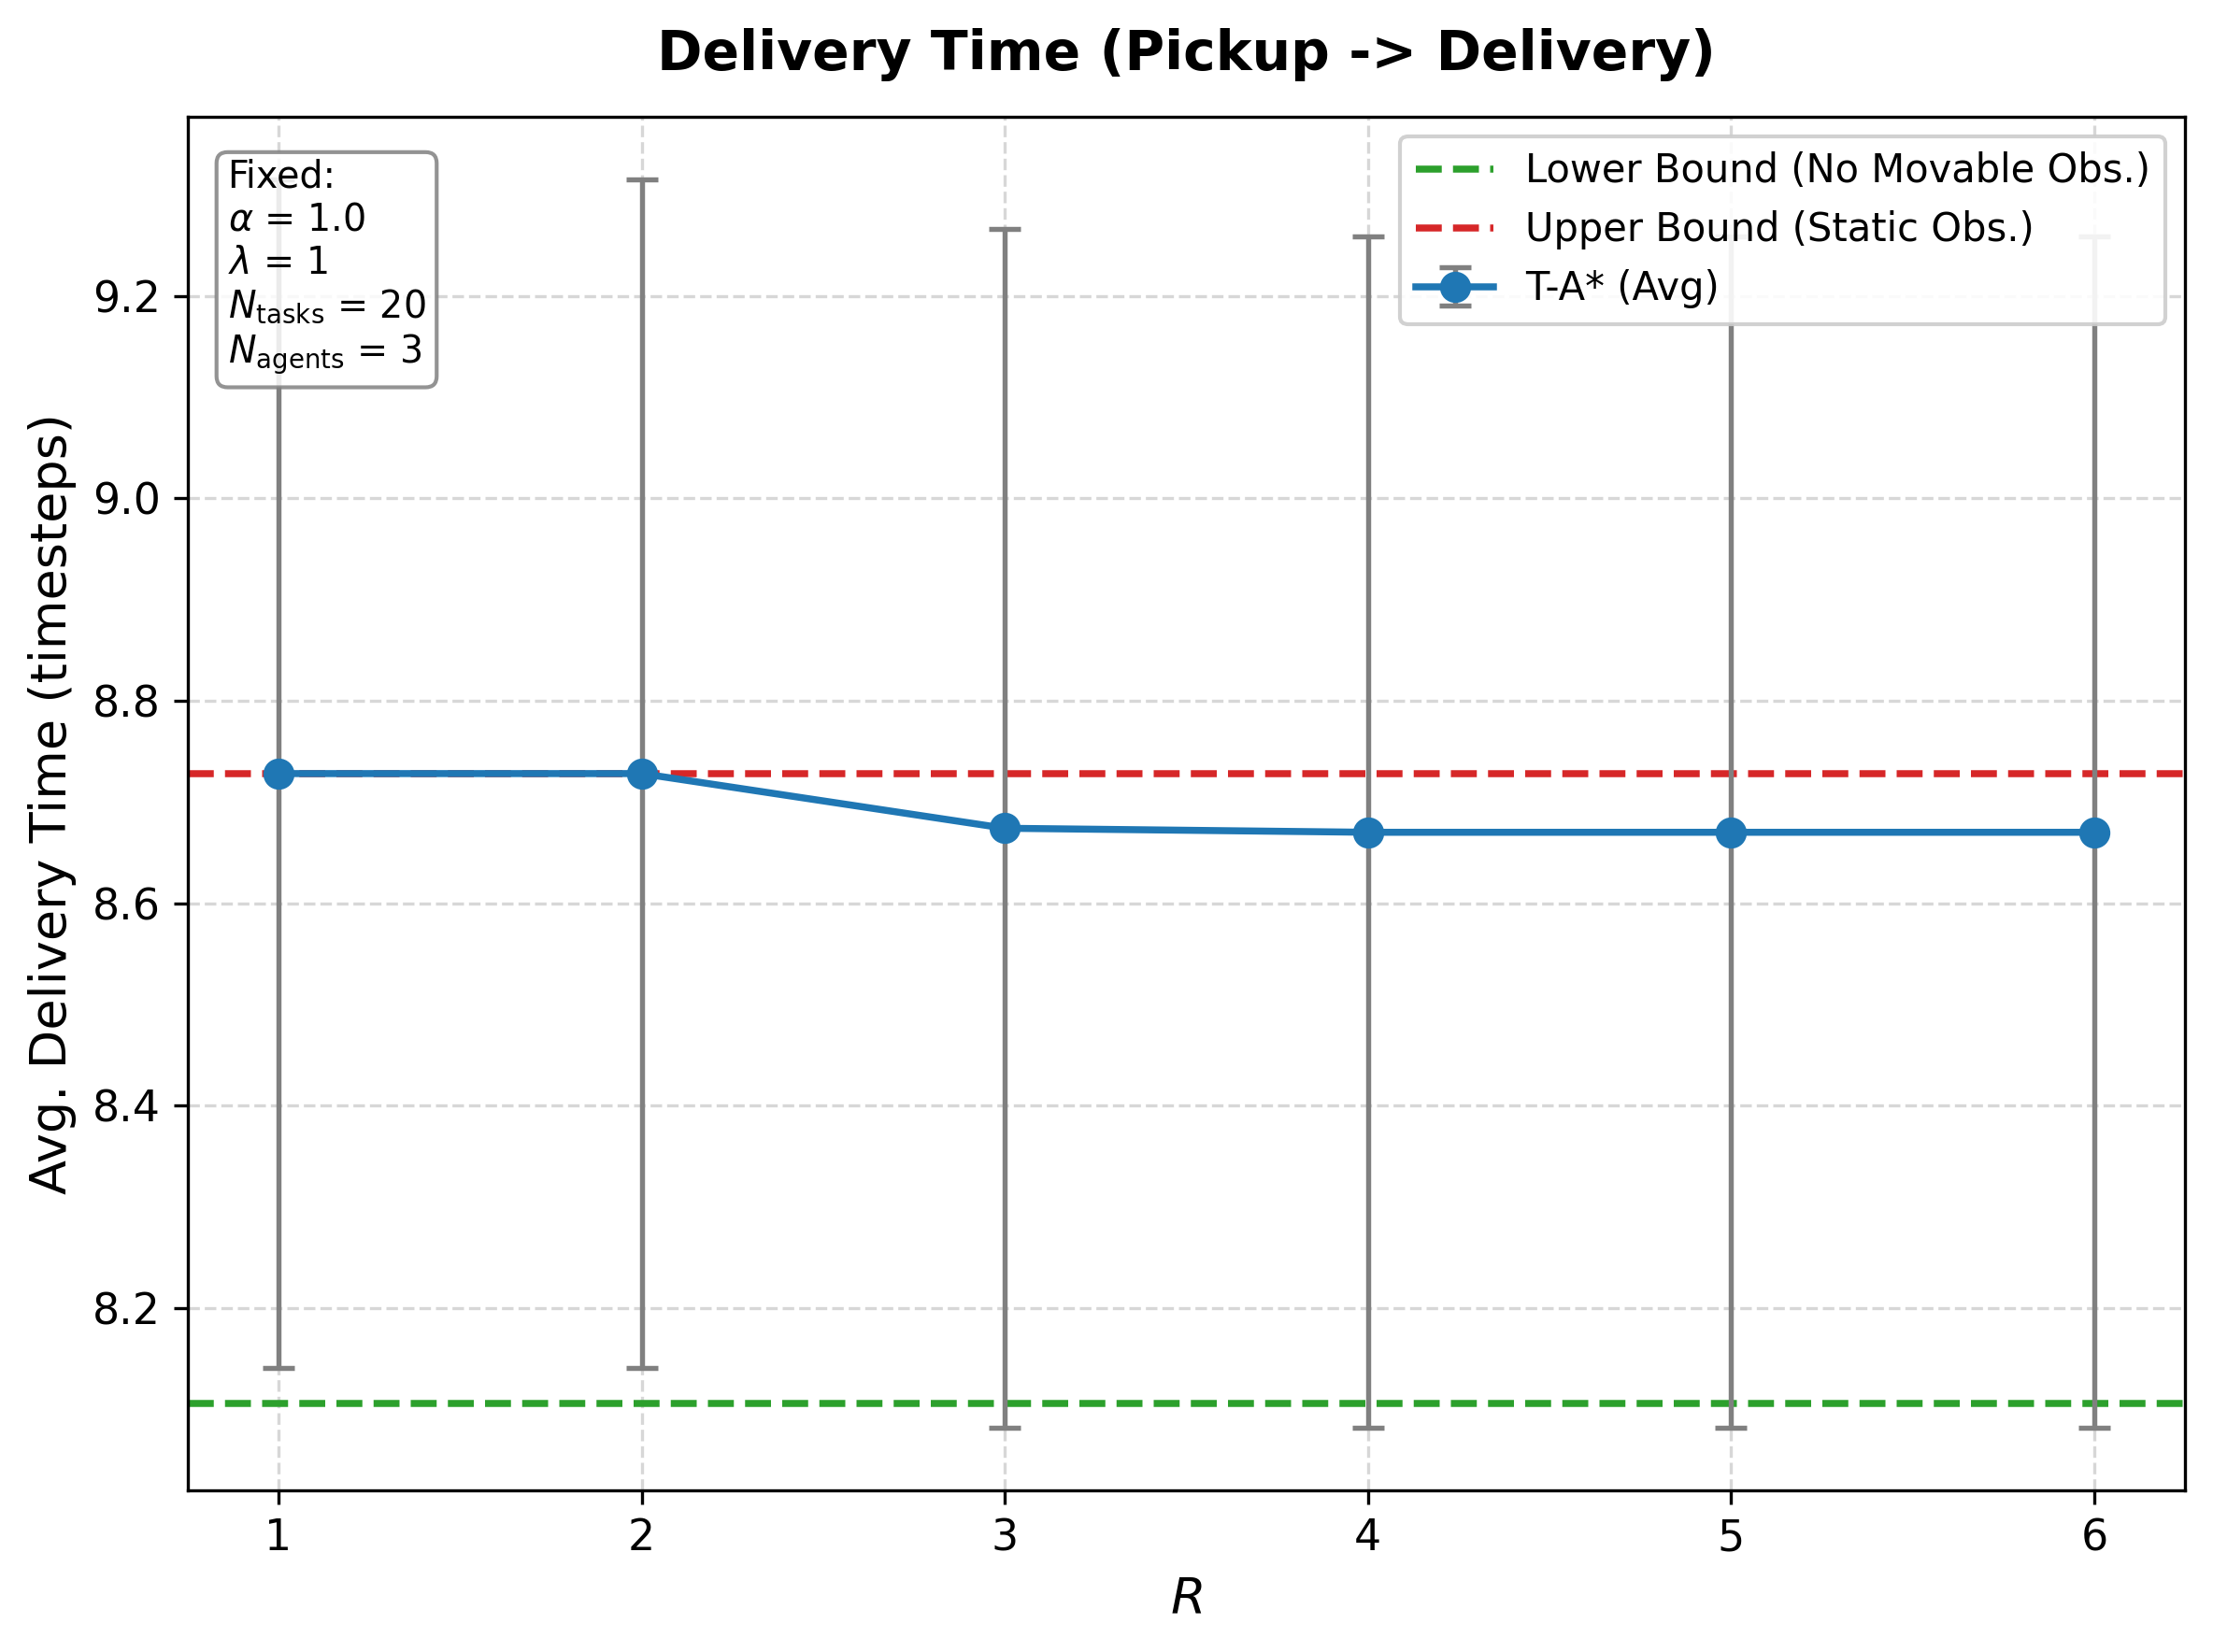 Delivery Time (Pickup -> Delivery)
Fixed:
α = 1.0
λ = 1
N_tasks = 20
N_agents = 3
Lower Bound (No Movable Obs.)
Upper Bound (Static Obs.)
T-A* (Avg)
Avg. Delivery Time (timesteps)
9.2
9.0
8.8
8.6
8.4
8.2
1 2 3 4 5 6
R